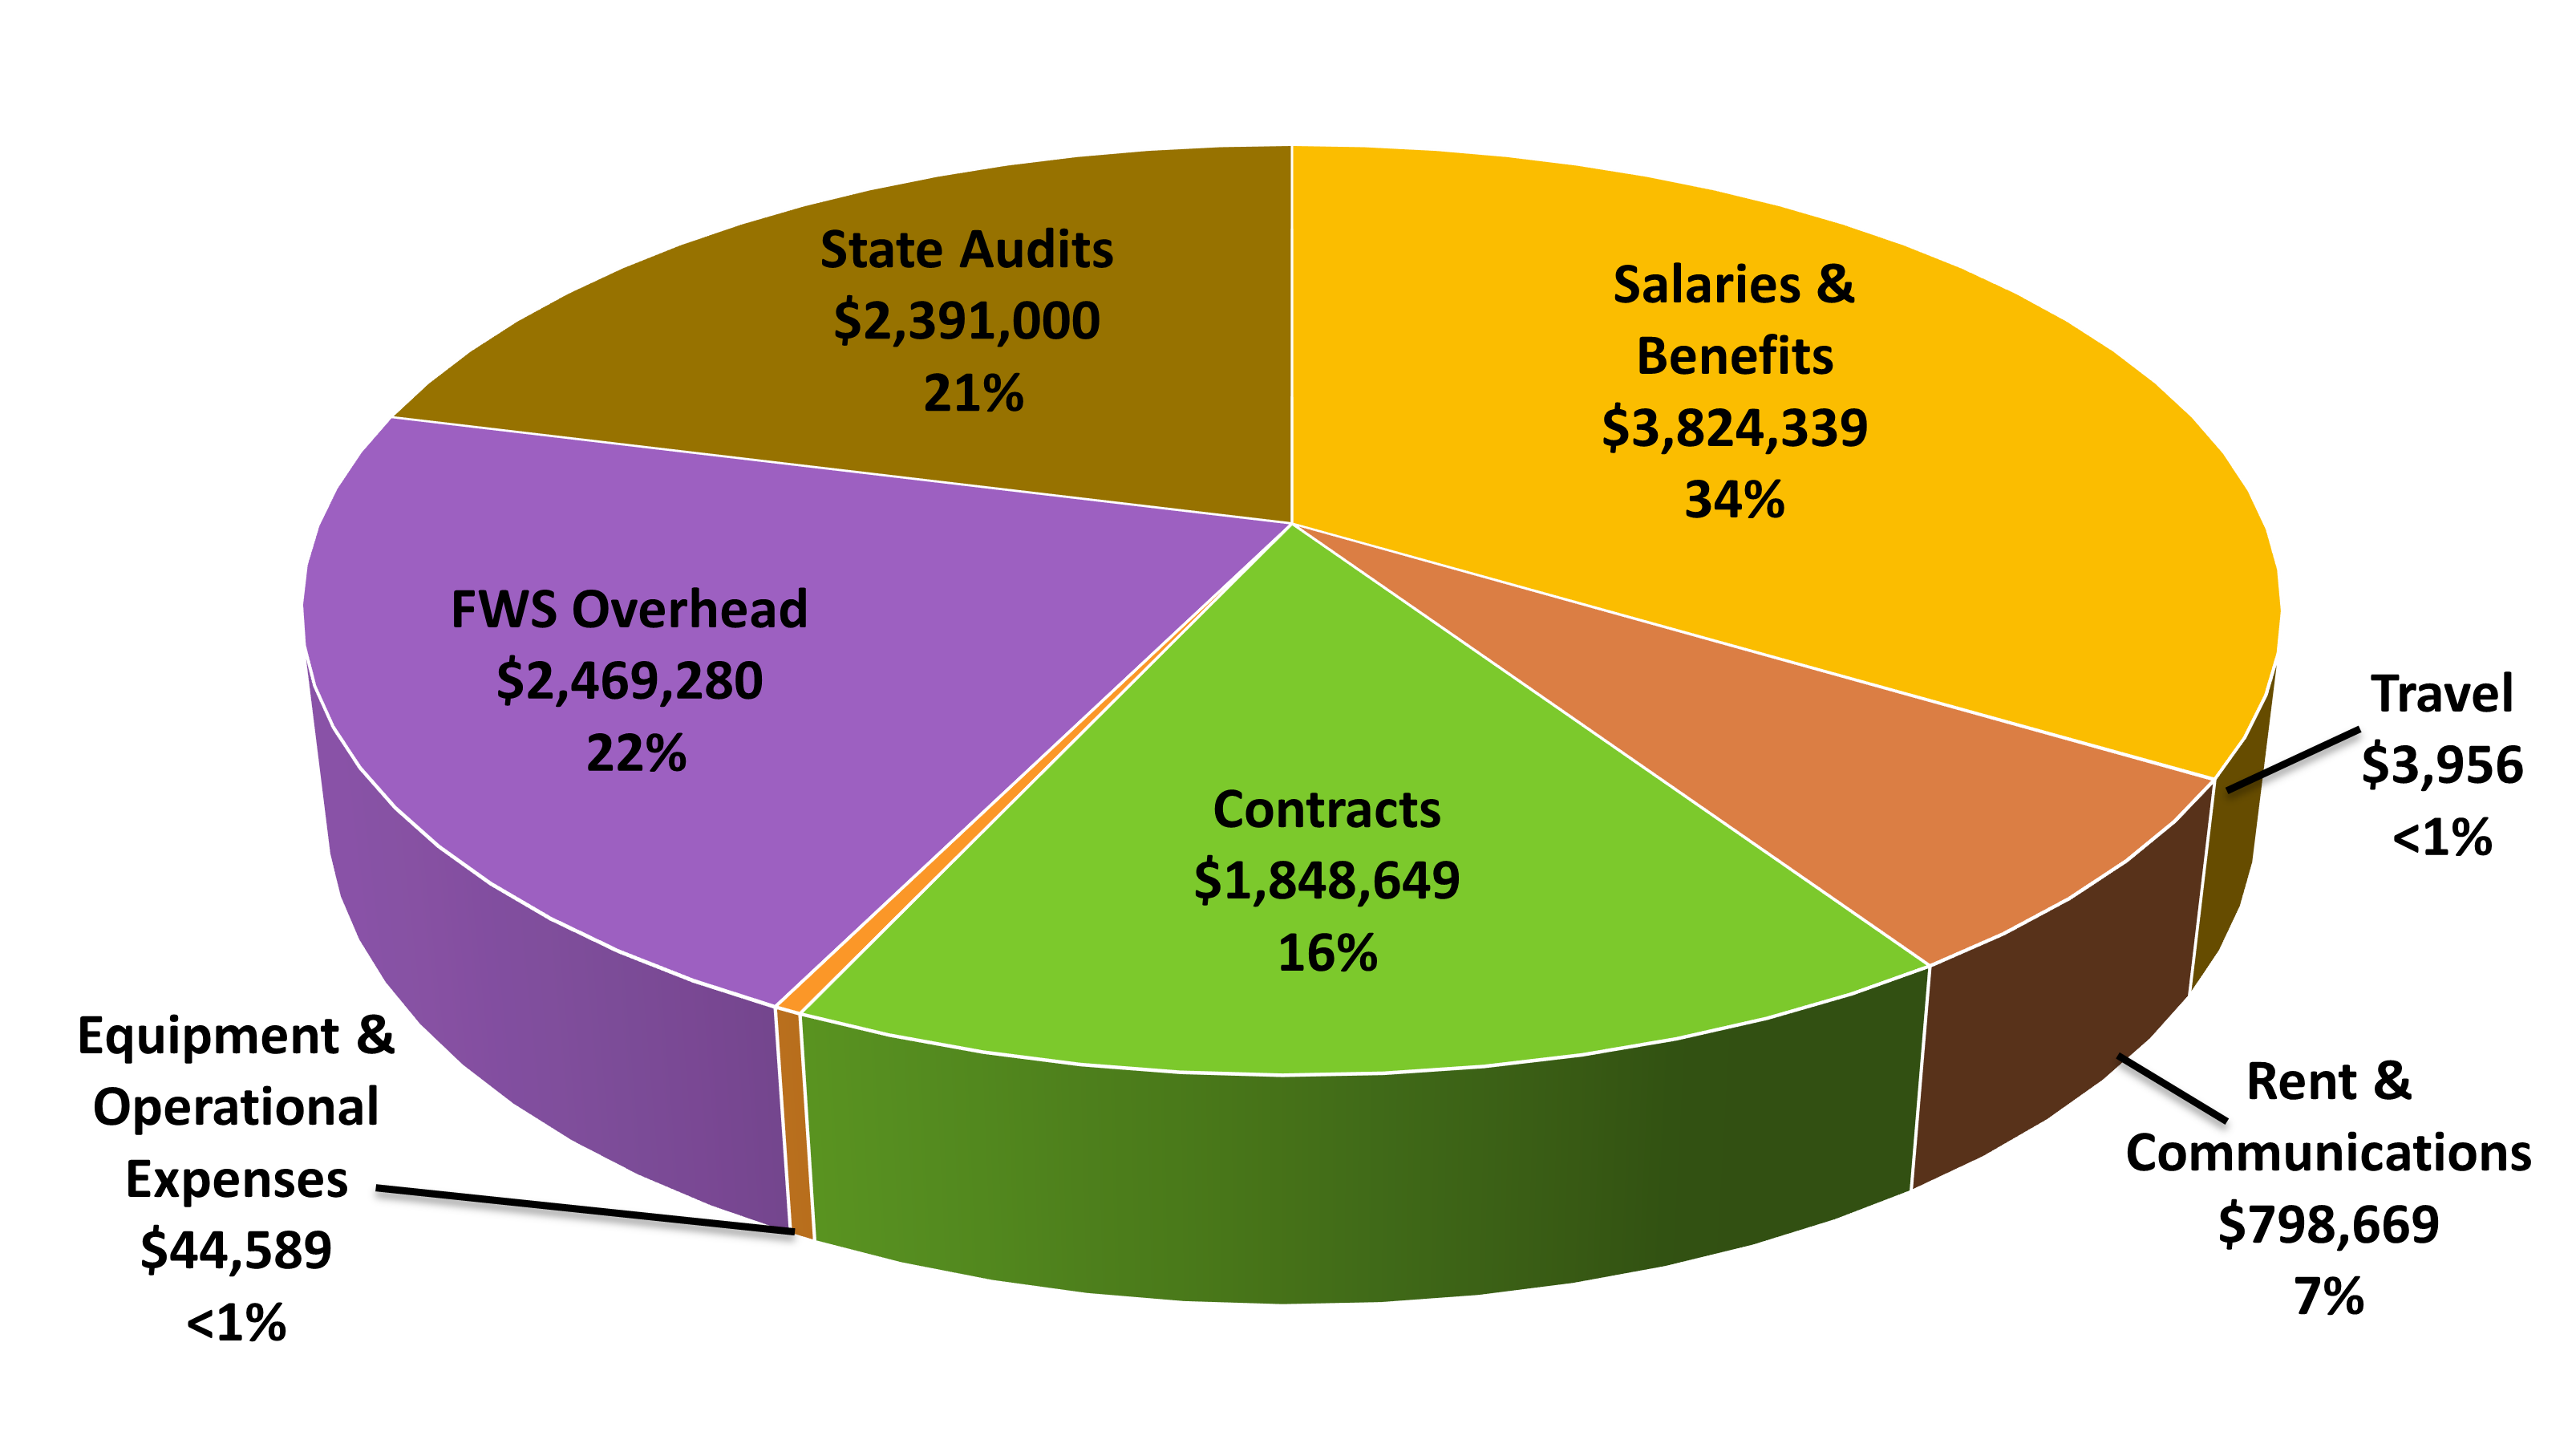 State Audits
$2,391,000
21%
Salaries &
Benefits
$3,824,339
34%
FWS Overhead
$2,469,280
22%
Travel
$3,956
<1%
Contracts
$1,848,649
16%
Equipment &
Operational
Expenses
$44,589
<1%
Rent &
Communications
$798,669
7%